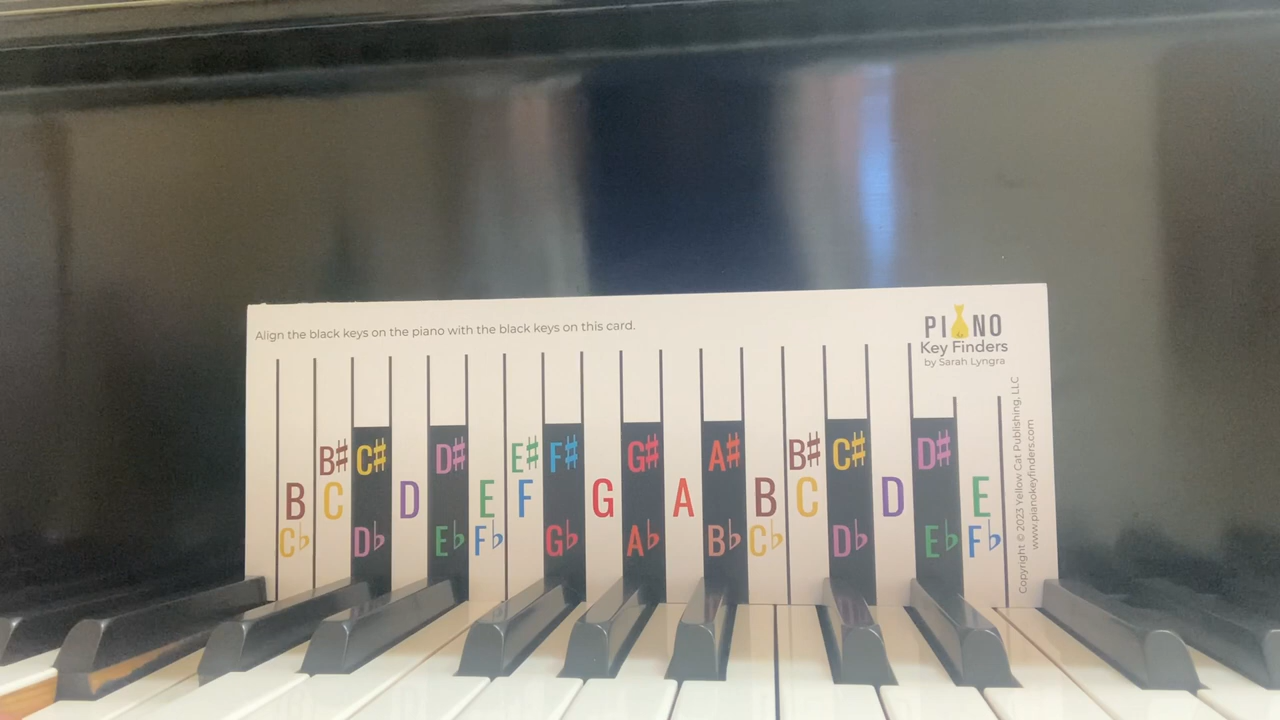 Align the black keys on the piano with the black keys on this card.
PIANO
Key Finders
by Sarah Lyngra
B♯ C♯ D♯ E♯ F♯ G♯ A♯ B♯ C♯ D♯
B C D E F G A B C D E
C♭ D♭ E♭ F♭ G♭ A♭ B♭ C♭ D♭ E♭ F♭
Copyright © 2023 Yellow Cat Publishing, LLC
www.pianokeyfinders.com